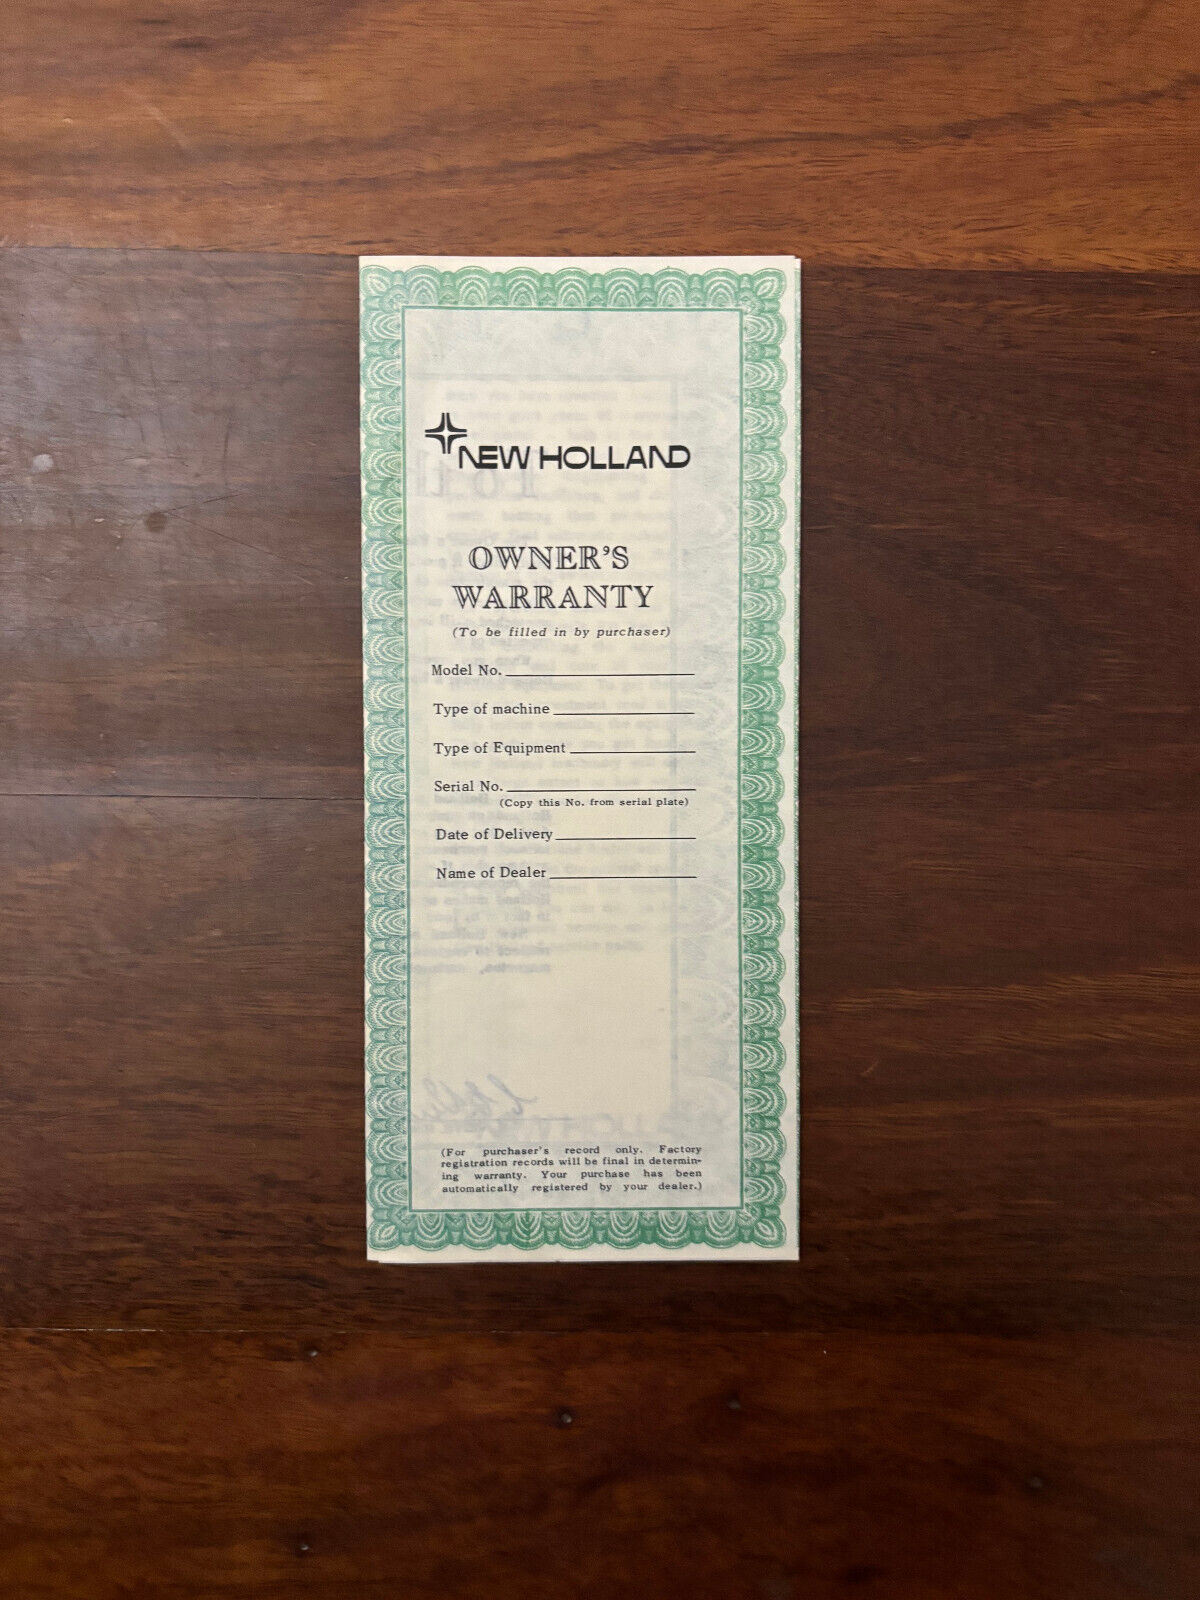 NEW HOLLAND
OWNER'S
WARRANTY
(To be filled in by purchaser)
Model No.
Type of machine
Type of Equipment
Serial No.
(Copy this No. from serial plate)
Date of Delivery
Name of Dealer
(For purchaser's record only. Factory
registration records will be final in determin-
ing warranty. Your purchase has been
automatically registered by your dealer.)